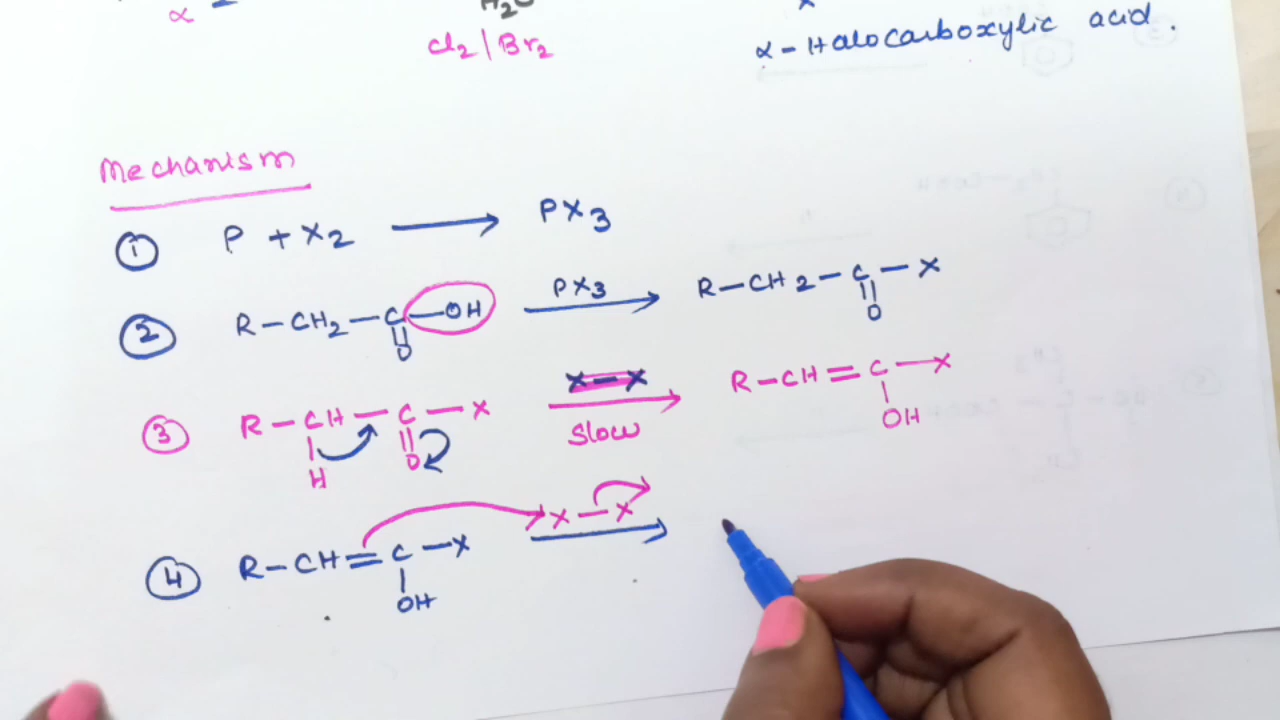 α H2O
Cl2/Br2
X
α-Halocarboxylic acid.
Mechanism
① P + X2 ⟶ PX3
② R-CH2-C-OH PX3 ⟶ R-CH2-C-X
O O
③ R-CH-C-X X-X ⟶ R-CH=C-X
H O Slow OH
④ R-CH=C-X X-X ⟶
OH